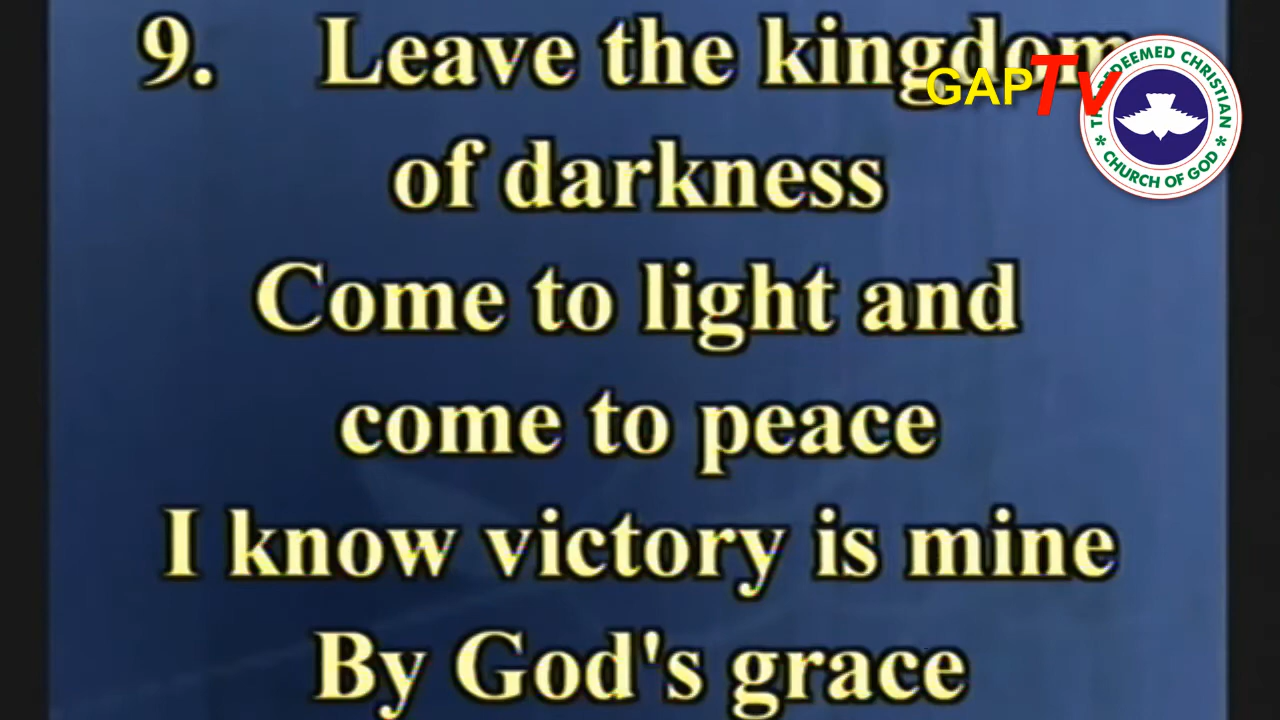 9. Leave the kingdom
of darkness
Come to light and
come to peace
I know victory is mine
By God's grace
GAPTV
THE REDEEMED CHRISTIAN
* CHURCH OF GOD *